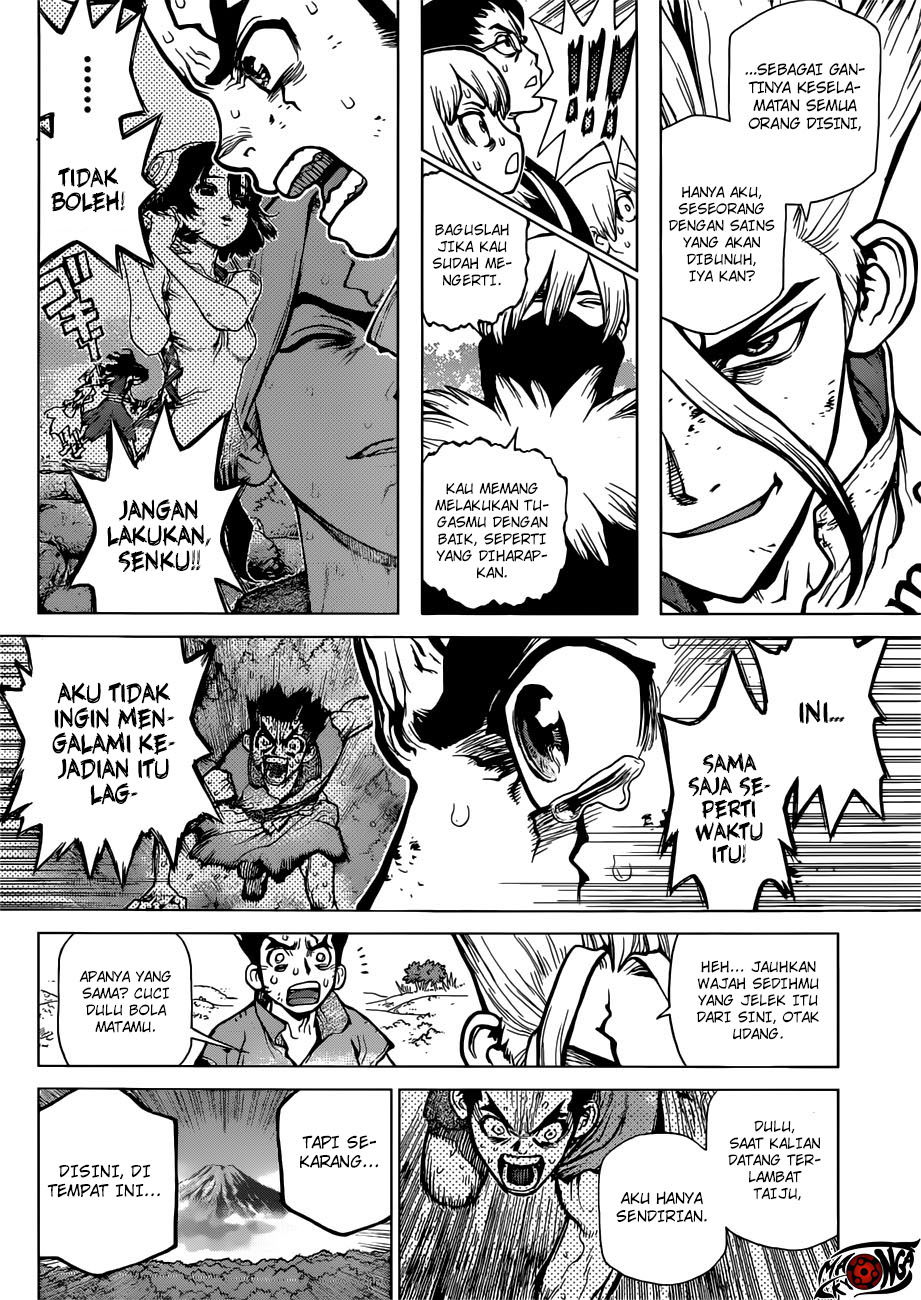 ...SEBAGAI GAN-
TINYA KESELA-
MATAN SEMUA
ORANG DISINI,
HANYA AKU,
SESEORANG
DENGAN SAINS
YANG AKAN
DIBUNUH,
IYA KAN?
!!!
BAGUSLAH
JIKA KAU
SUDAH ME-
NGERTI.
KAU MEMANG
MELAKUKAN TU-
GASMU DENGAN
BAIK, SEPERTI
YANG DIHARAP-
KAN.
......
TIDAK
BOLEH!
JANGAN
LAKUKAN,
SENKU!!
INI...
SAMA
SAJA SE-
PERTI
WAKTU
ITU!
AKU TIDAK
INGIN MEN-
GALAMI KE-
JADIAN ITU
LAG-
HEH... JAUHKAN
WAJAH SEDIHMU
YANG JELEK ITU
DARI SINI, OTAK
UDANG.
APANYA YANG
SAMA? CUCI
DULU BOLA
MATAMU.
DULU,
SAAT KALIAN
DATANG TER-
LAMBAT
TAIJU,
AKU HANYA
SENDIRIAN.
TAPI SE-
KARANG...
DISINI, DI
TEMPAT INI...